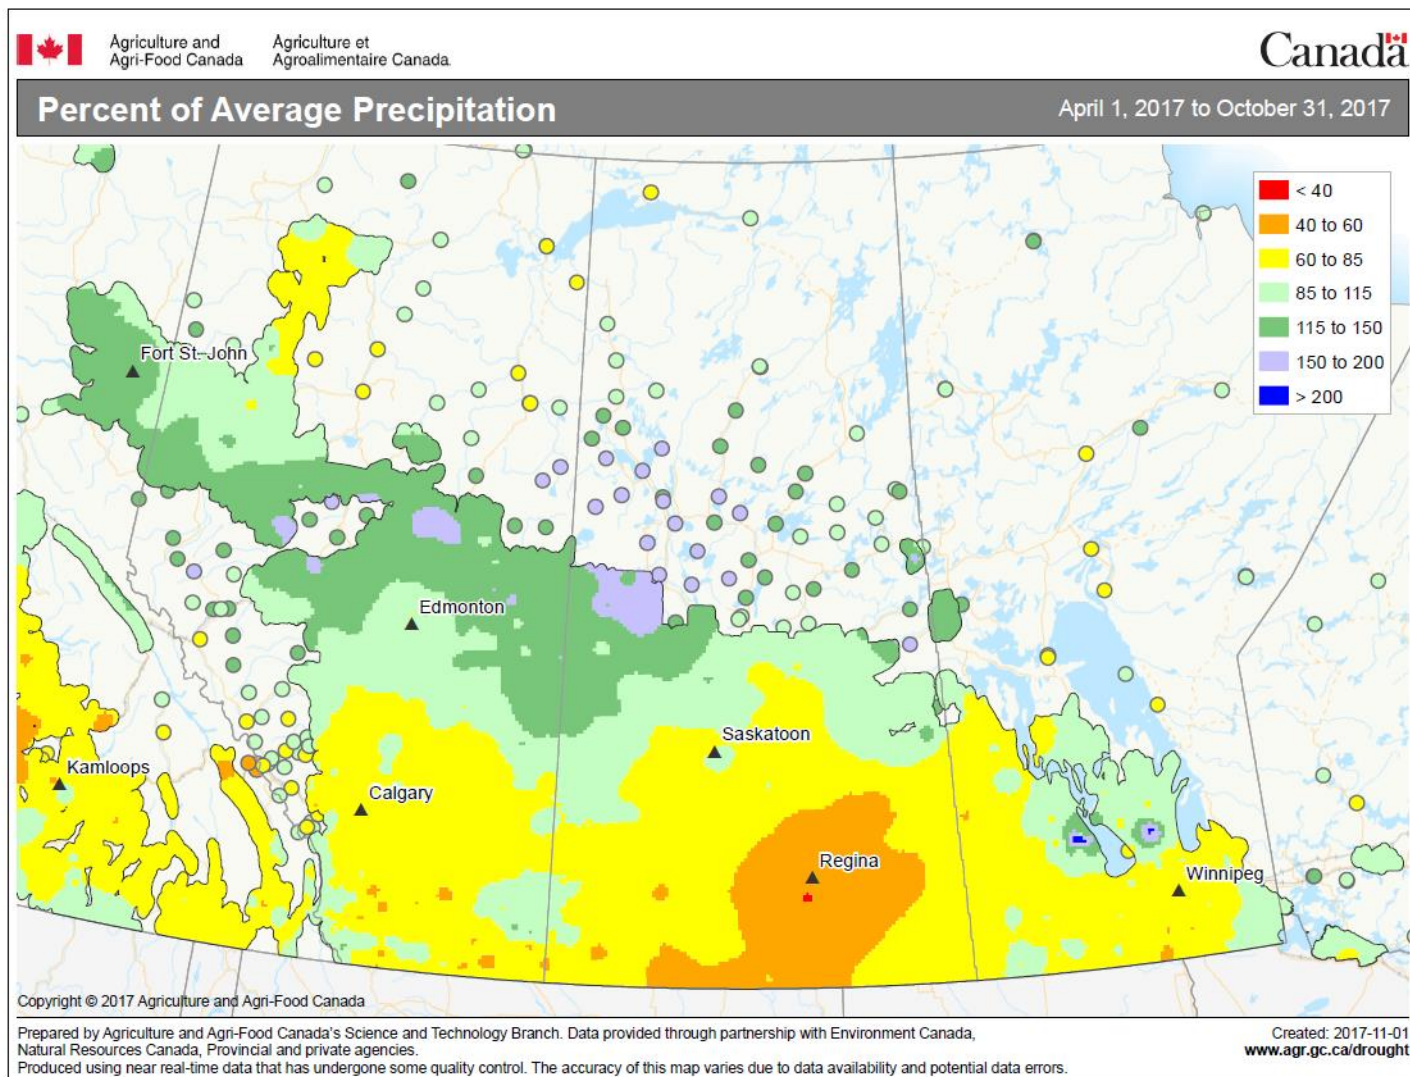 Agriculture and
Agri-Food Canada
Agriculture et
Agroalimentaire Canada
Canada
Percent of Average Precipitation
April 1, 2017 to October 31, 2017
< 40
40 to 60
60 to 85
85 to 115
115 to 150
150 to 200
> 200
Fort St. John
Edmonton
Saskatoon
Kamloops
Calgary
Regina
Winnipeg
Copyright © 2017 Agriculture and Agri-Food Canada
Prepared by Agriculture and Agri-Food Canada's Science and Technology Branch. Data provided through partnership with Environment Canada,
Natural Resources Canada, Provincial and private agencies.
Produced using near real-time data that has undergone some quality control. The accuracy of this map varies due to data availability and potential data errors.
Created: 2017-11-01
www.agr.gc.ca/drought